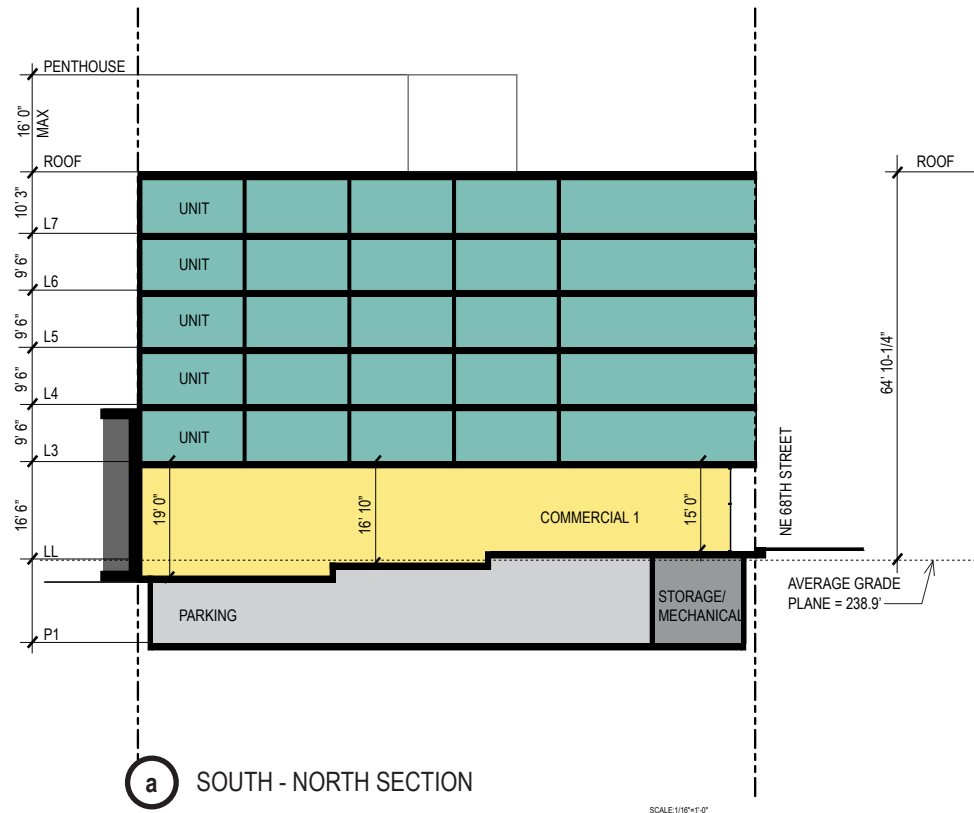 PENTHOUSE
16' 0"
MAX
ROOF
ROOF
10' 3"
UNIT
L7
9' 6"
UNIT
L6
9' 6"
UNIT
L5
9' 6"
UNIT
L4
9' 6"
UNIT
L3
64' 10-1/4"
NE 68TH STREET
16' 6"
19' 0"
16' 10"
COMMERCIAL 1
15' 0"
LL
AVERAGE GRADE
PLANE = 238.9'
PARKING
STORAGE/
MECHANICAL
P1
a
SOUTH - NORTH SECTION
SCALE:1/16"=1'-0"